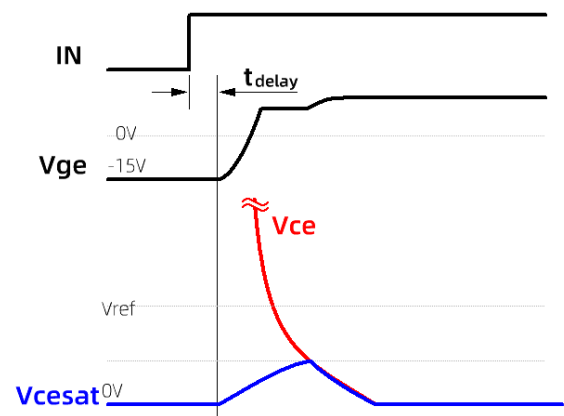 IN
tdelay
0V
Vge
-15V
Vce
Vref
Vcesat
0V